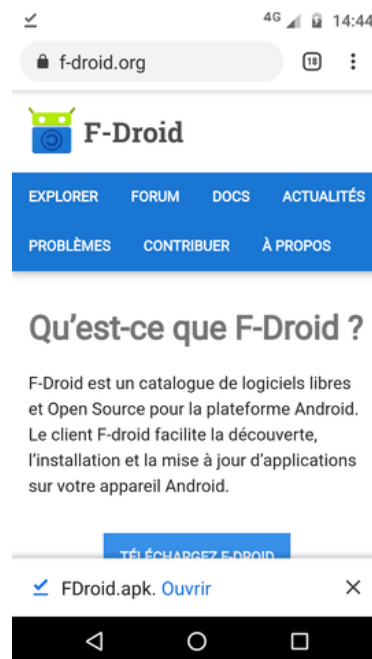 4G 14:44
f-droid.org 18
F-Droid
EXPLORER FORUM DOCS ACTUALITÉS
PROBLÈMES CONTRIBUER À PROPOS
Qu’est-ce que F-Droid ?
F-Droid est un catalogue de logiciels libres
et Open Source pour la plateforme Android.
Le client F-droid facilite la découverte,
l’installation et la mise à jour d’applications
sur votre appareil Android.
TÉLÉCHARGEZ F-DROID
FDroid.apk. Ouvrir